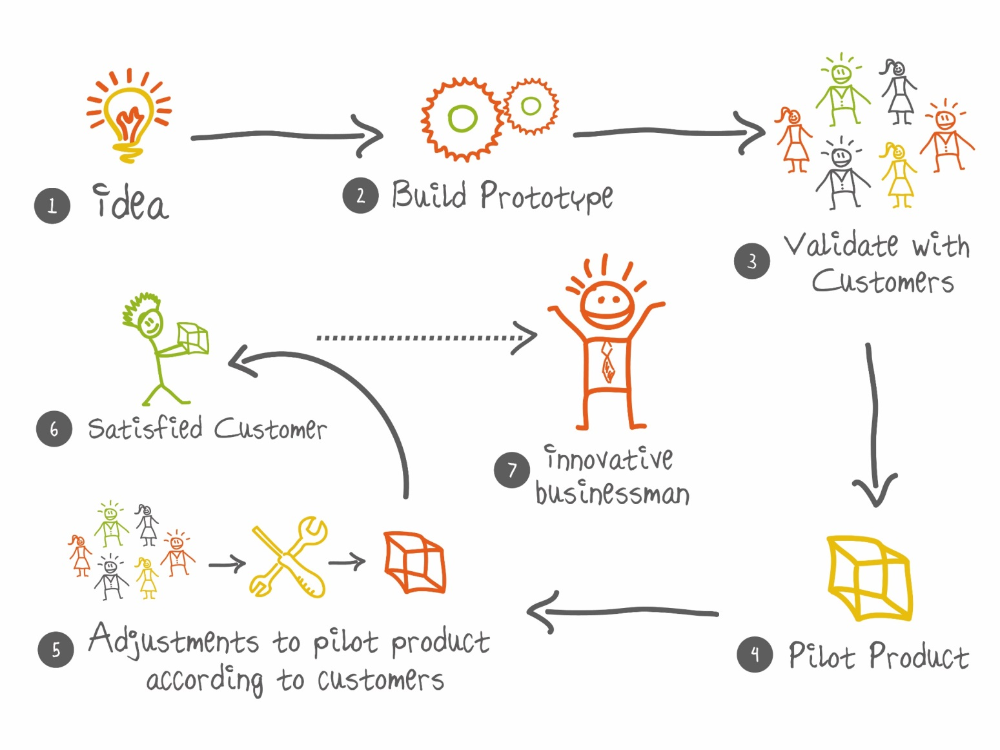 1 idea
2 Build Prototype
3 Validate with
Customers
4 Pilot Product
5 Adjustments to pilot product
according to customers
6 Satisfied Customer
7 innovative
businessman